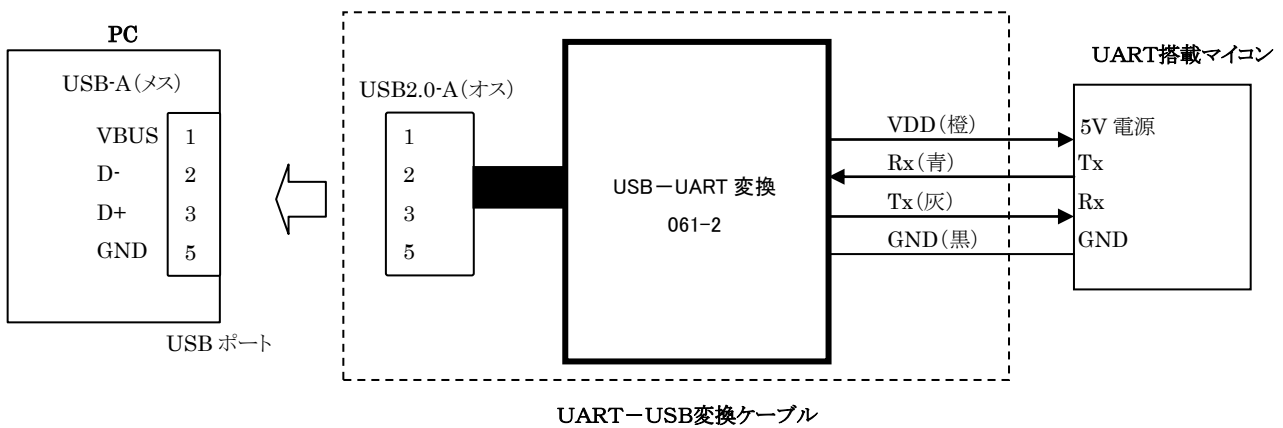 PC
USB-A（メス）
VBUS 1
D- 2
D+ 3
GND 5
USB ポート
USB2.0-A（オス）
1
2
3
5
USB－UART 変換
061-2
VDD（橙）
Rx（青）
Tx（灰）
GND（黒）
UART搭載マイコン
5V 電源
Tx
Rx
GND
UART－USB変換ケーブル